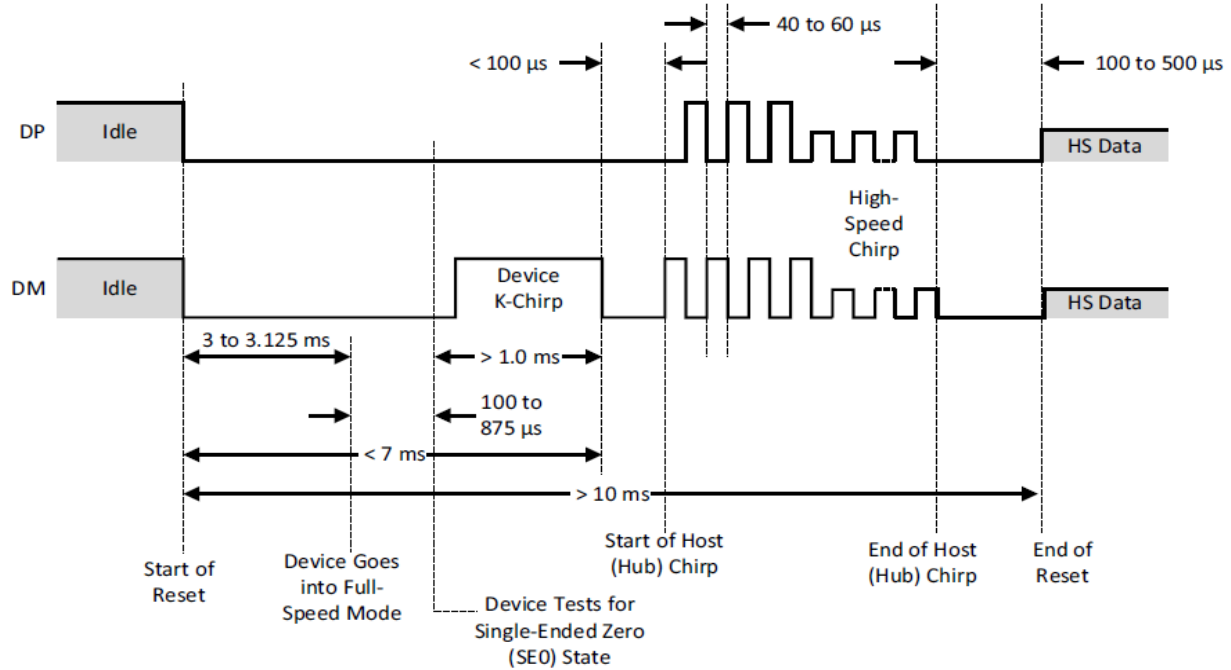 40 to 60 µs
< 100 µs
100 to 500 µs
DP
Idle
HS Data
High-
Speed
Chirp
DM
Idle
Device
K-Chirp
HS Data
3 to 3.125 ms
> 1.0 ms
100 to
875 µs
< 7 ms
> 10 ms
Start of
Reset
Device Goes
into Full-
Speed Mode
Device Tests for
Single-Ended Zero
(SE0) State
Start of Host
(Hub) Chirp
End of Host
(Hub) Chirp
End of
Reset